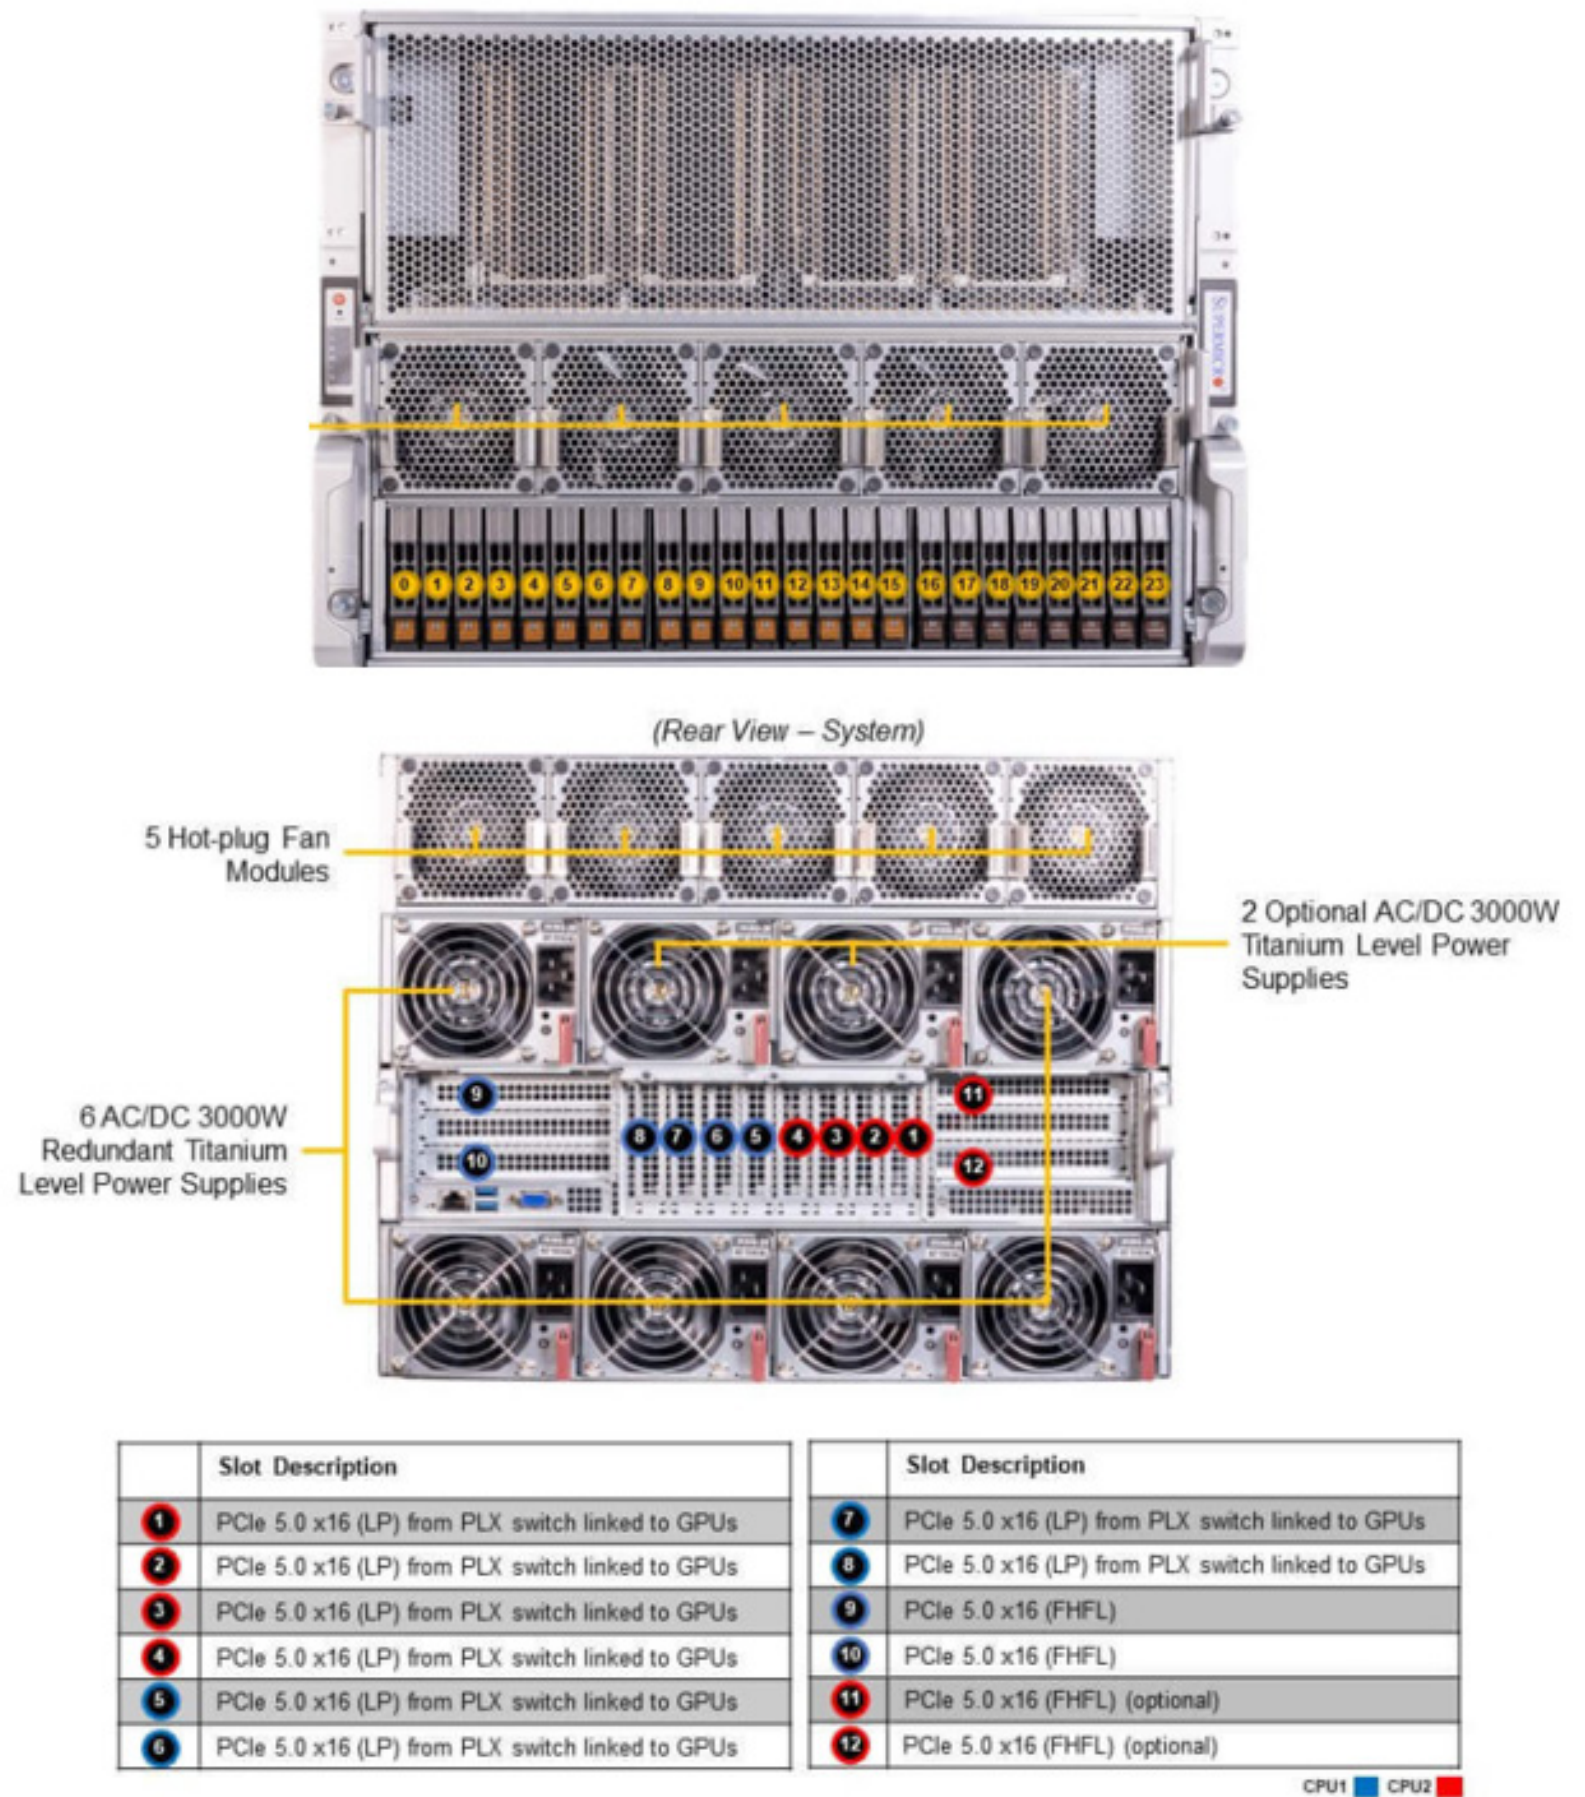 SUPERMICRO
0 1 2 3 4 5 6 7 8 9 10 11 12 13 14 15 16 17 18 19 20 21 22 23
(Rear View – System)
5 Hot-plug Fan
Modules
2 Optional AC/DC 3000W
Titanium Level Power
Supplies
6 AC/DC 3000W
Redundant Titanium
Level Power Supplies
9
11
8 7 6 5 4 3 2 1
10
12
Slot Description
1 PCIe 5.0 x16 (LP) from PLX switch linked to GPUs
2 PCIe 5.0 x16 (LP) from PLX switch linked to GPUs
3 PCIe 5.0 x16 (LP) from PLX switch linked to GPUs
4 PCIe 5.0 x16 (LP) from PLX switch linked to GPUs
5 PCIe 5.0 x16 (LP) from PLX switch linked to GPUs
6 PCIe 5.0 x16 (LP) from PLX switch linked to GPUs
Slot Description
7 PCIe 5.0 x16 (LP) from PLX switch linked to GPUs
8 PCIe 5.0 x16 (LP) from PLX switch linked to GPUs
9 PCIe 5.0 x16 (FHFL)
10 PCIe 5.0 x16 (FHFL)
11 PCIe 5.0 x16 (FHFL) (optional)
12 PCIe 5.0 x16 (FHFL) (optional)
CPU1 CPU2